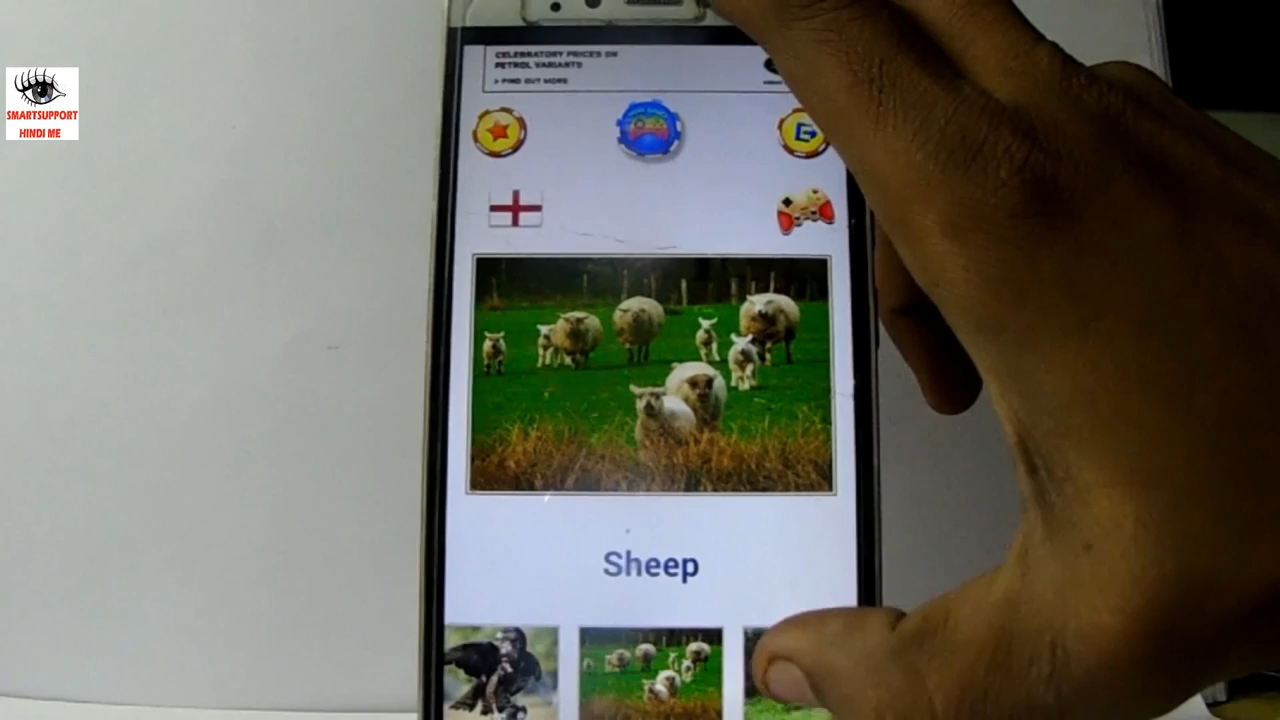 CELEBRATORY PRICES ON
PETROL VARIANTS
> FIND OUT MORE
SMARTSUPPORT
HINDI ME
Sheep